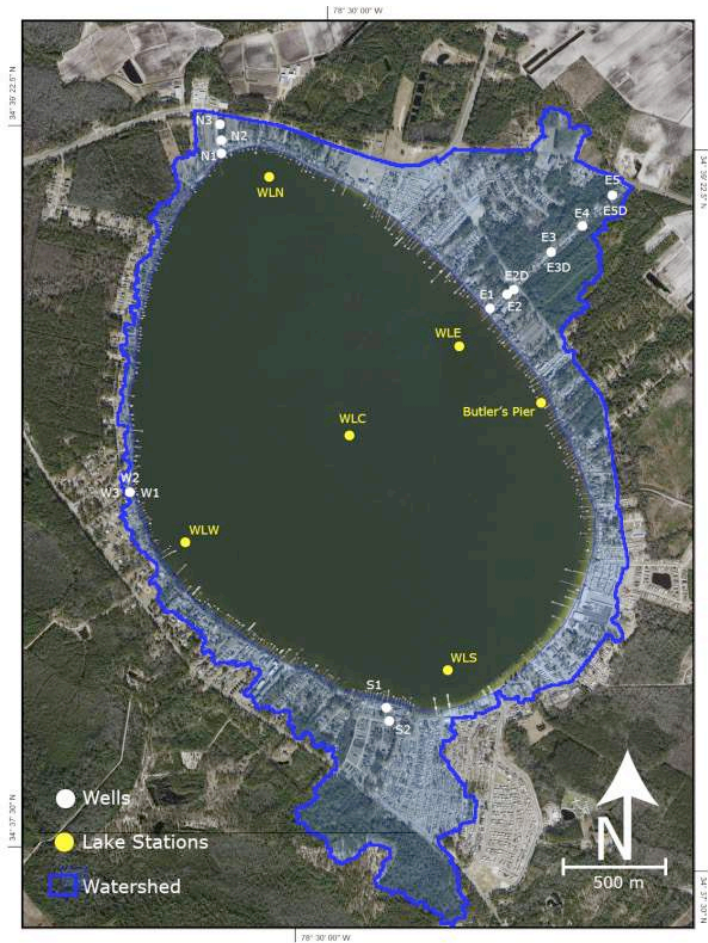 78° 30' 00" W
34° 39' 22.5" N
34° 39' 22.5" N
N3
N2
N1
WLN
E5
E5D
E4
E3
E3D
E2D
E1
E2
WLE
Butler's Pier
WLC
W2
W3
W1
WLW
WLS
S1
S2
Wells
Lake Stations
Watershed
N
500 m
34° 37' 30" N
34° 37' 30" N
78° 30' 00" W